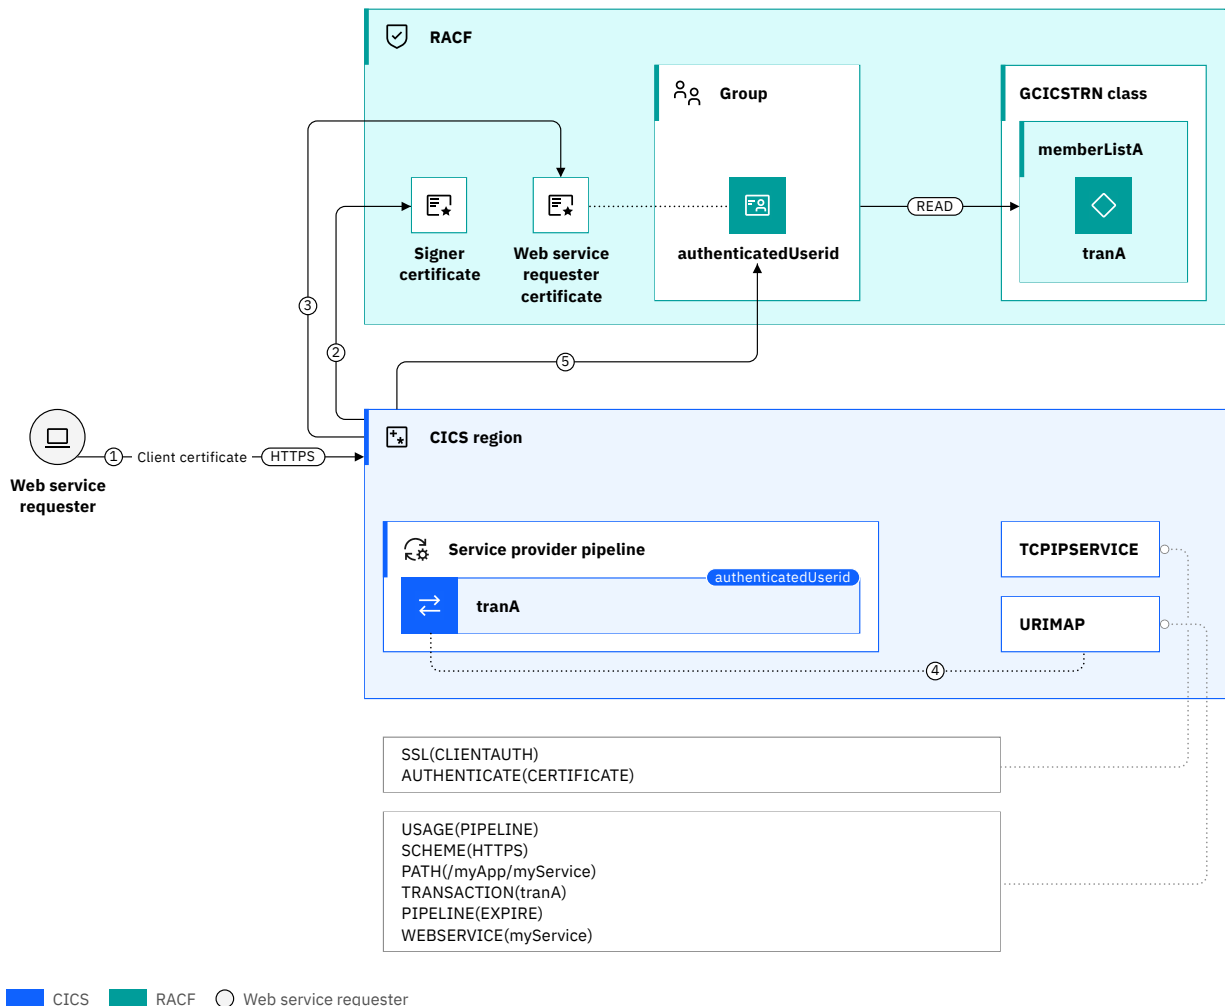 RACF
Group
GCICSTRN class
memberListA
READ
Signer
certificate
Web service
requester
certificate
authenticatedUserid
tranA
3
2
5
CICS region
1
Client certificate
HTTPS
Web service
requester
Service provider pipeline
authenticatedUserid
tranA
TCPIPSERVICE
URIMAP
4
SSL(CLIENTAUTH)
AUTHENTICATE(CERTIFICATE)
USAGE(PIPELINE)
SCHEME(HTTPS)
PATH(/myApp/myService)
TRANSACTION(tranA)
PIPELINE(EXPIRE)
WEBSERVICE(myService)
CICS
RACF
Web service requester